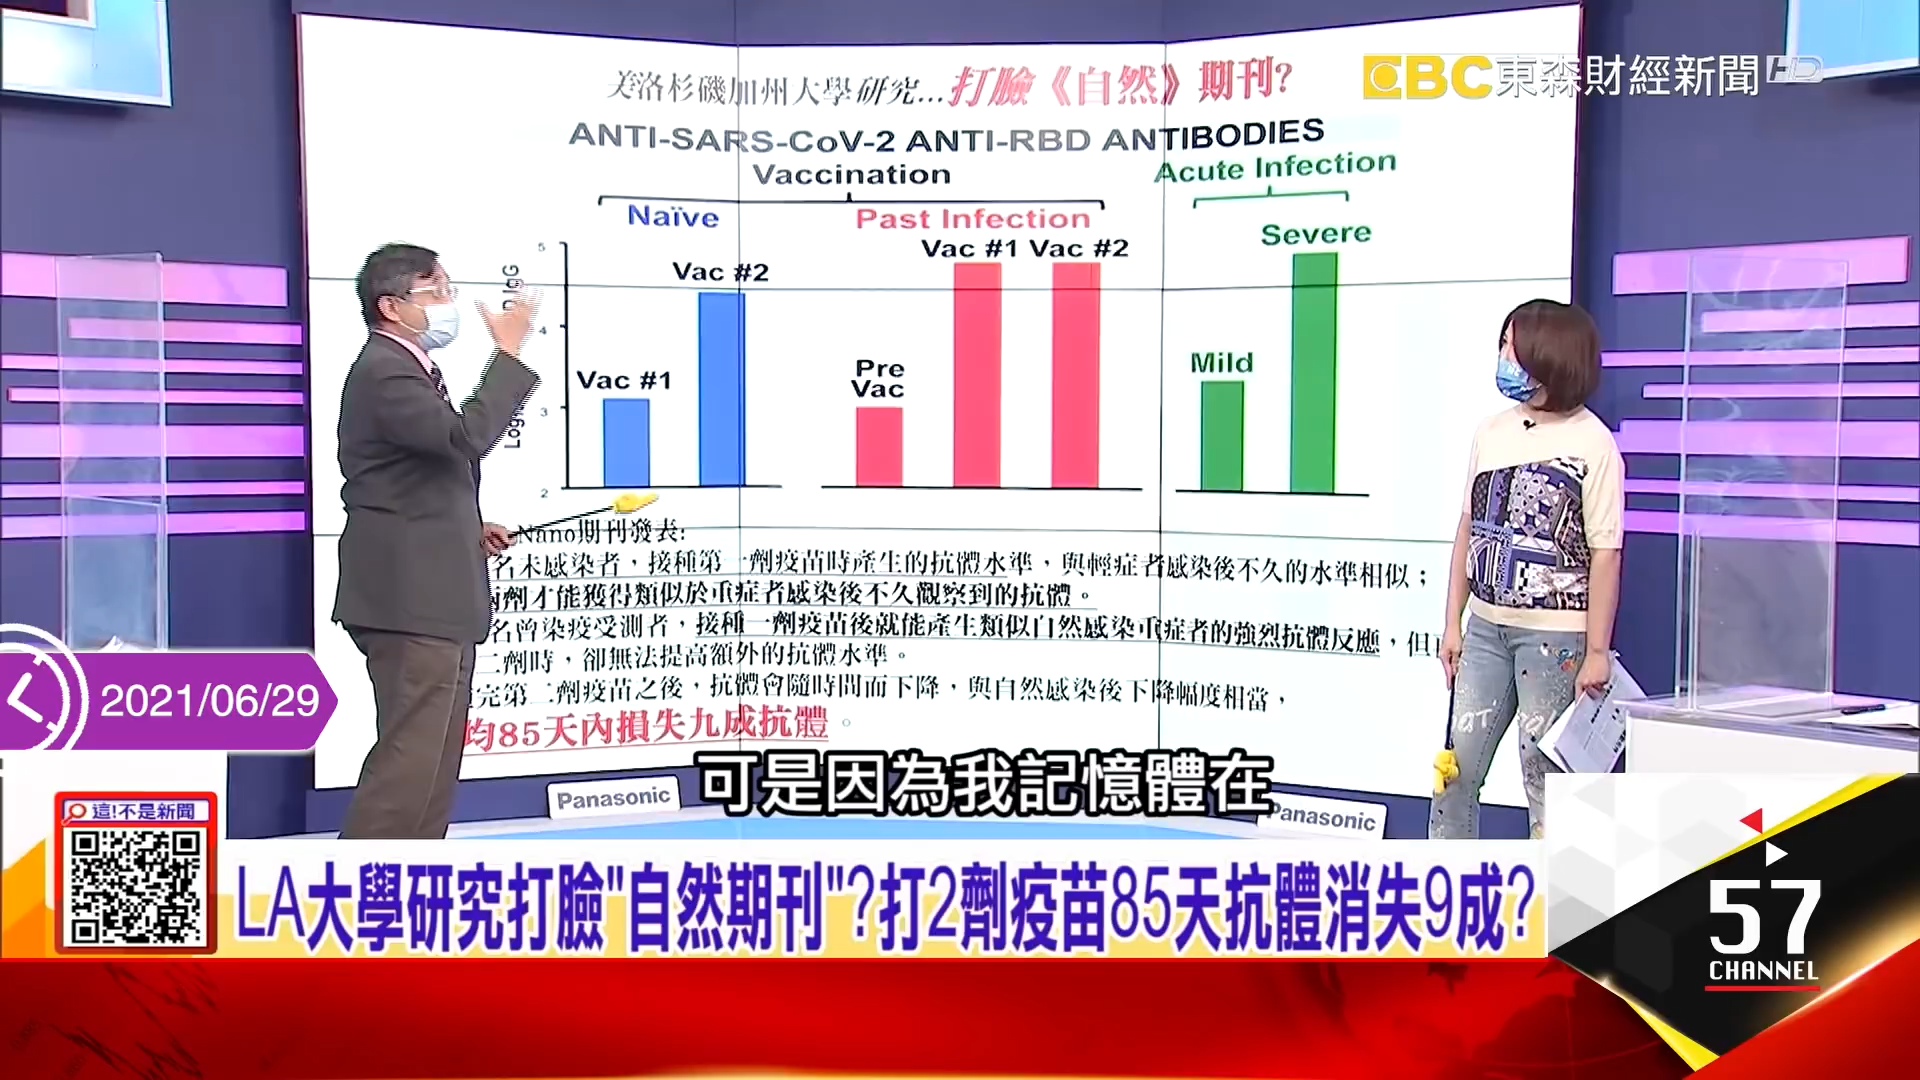 美洛杉磯加州大學研究...打臉《自然》期刊?
EBC東森財經新聞HD
ANTI-SARS-CoV-2 ANTI-RBD ANTIBODIES
Vaccination
Acute Infection
Naïve
Past Infection
Severe
Vac #1 Vac #2
Vac #2
5
4
Mild
Pre
Vac
Vac #1
3
2
Nano期刊發表:
名未感染者，接種第一劑疫苗時產生的抗體水準，與輕症者感染後不久的水準相似；
兩劑才能獲得類似於重症者感染後不久觀察到的抗體。
名曾染疫受測者，接種一劑疫苗後就能產生類似自然感染重症者的強烈抗體反應，但
二劑時，卻無法提高額外的抗體水準。
完第二劑疫苗之後，抗體會隨時間而下降，與自然感染後下降幅度相當，
均85天內損失九成抗體。
2021/06/29
Panasonic
Panasonic
可是因為我記憶體在
這!不是新聞
LA大學研究打臉"自然期刊"?打2劑疫苗85天抗體消失9成?
57
CHANNEL